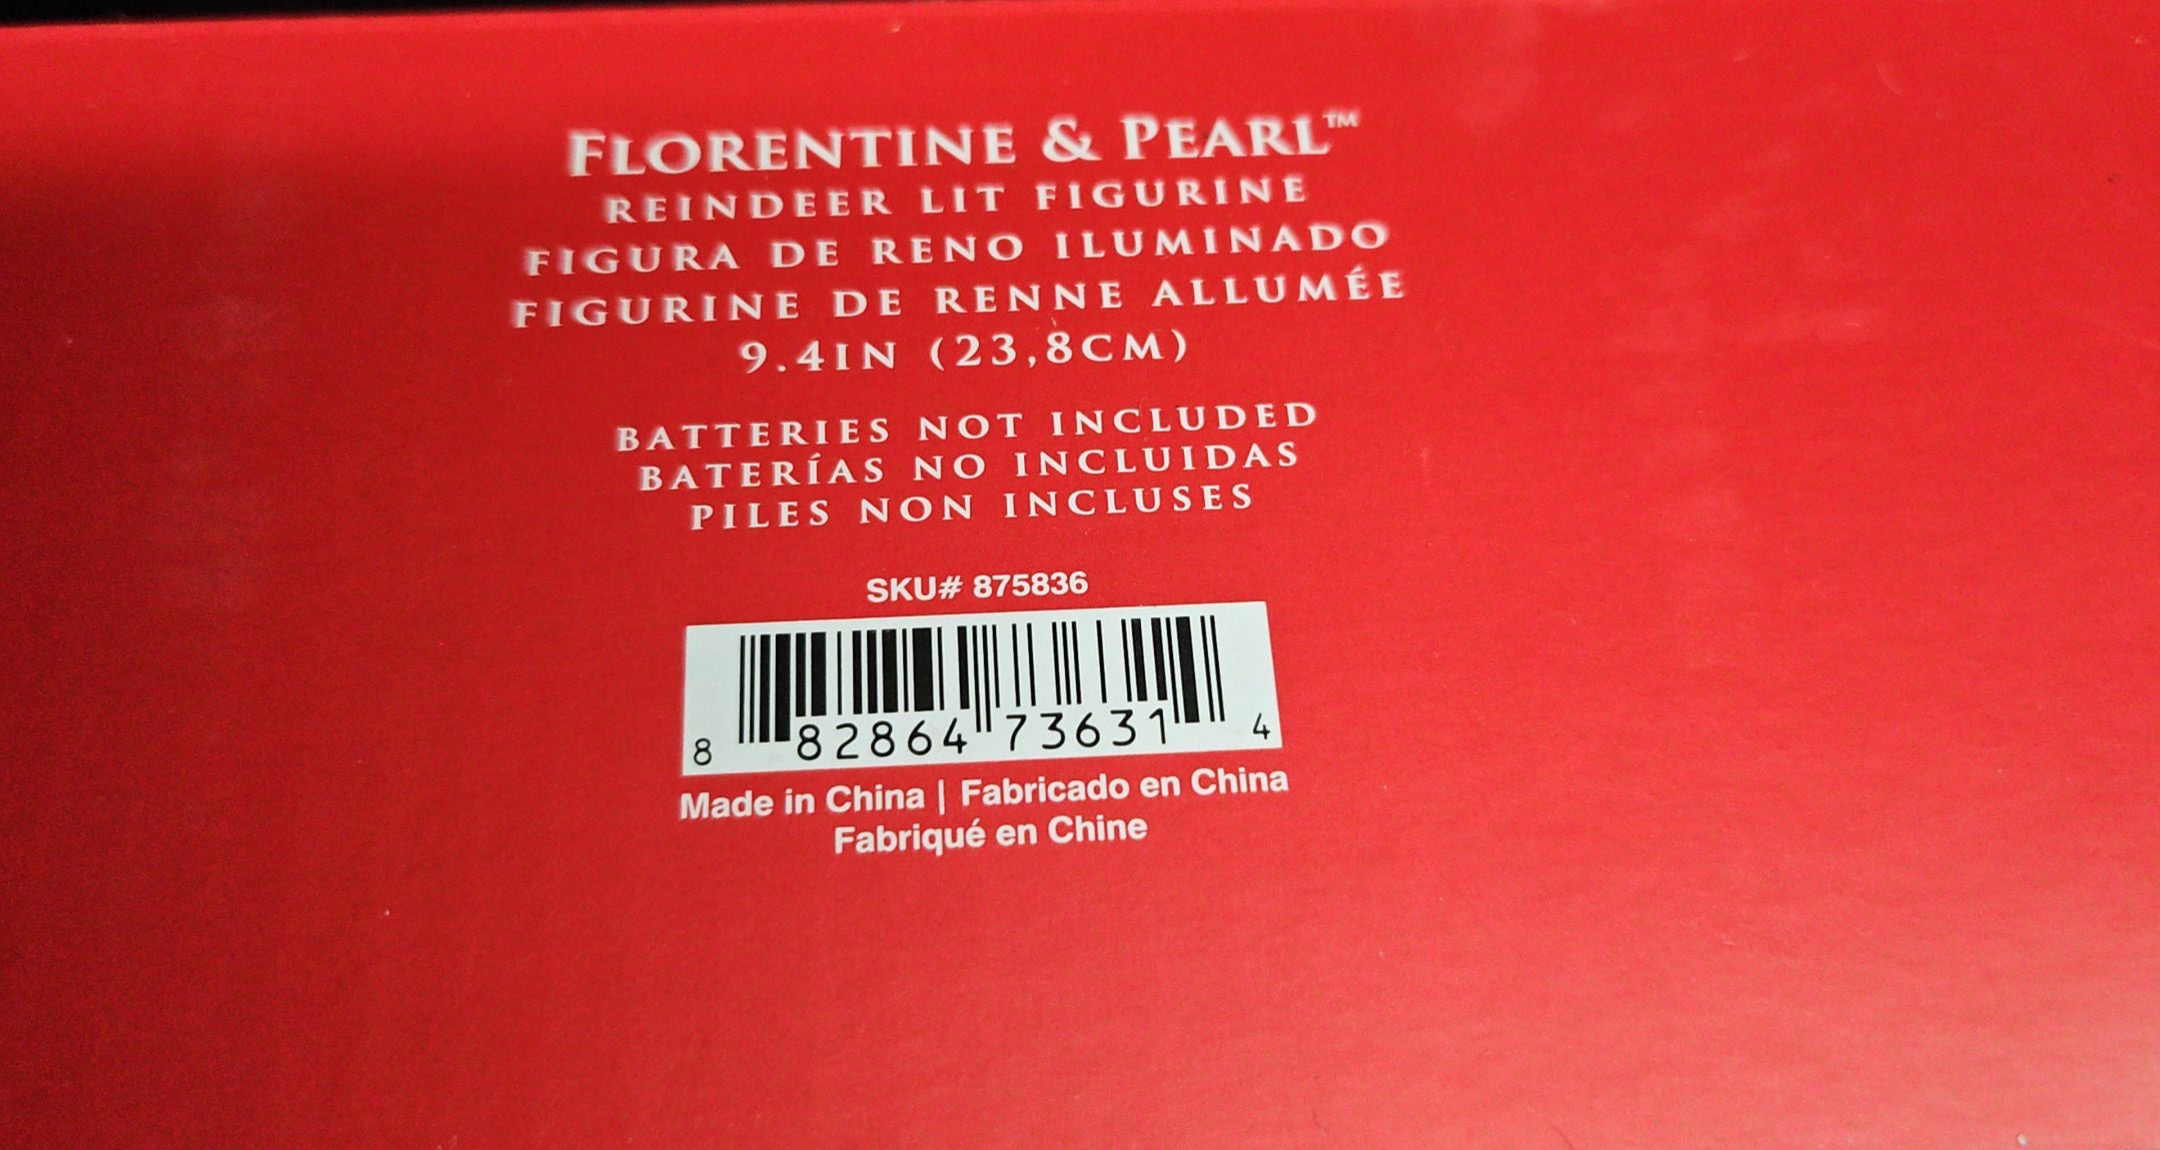 FLORENTINE & PEARL™
REINDEER LIT FIGURINE
FIGURA DE RENO ILUMINADO
FIGURINE DE RENNE ALLUMÉE
9.4IN (23,8CM)
BATTERIES NOT INCLUDED
BATERÍAS NO INCLUIDAS
PILES NON INCLUSES
SKU# 875836
8 82864 73631 4
Made in China | Fabricado en China
Fabriqué en Chine